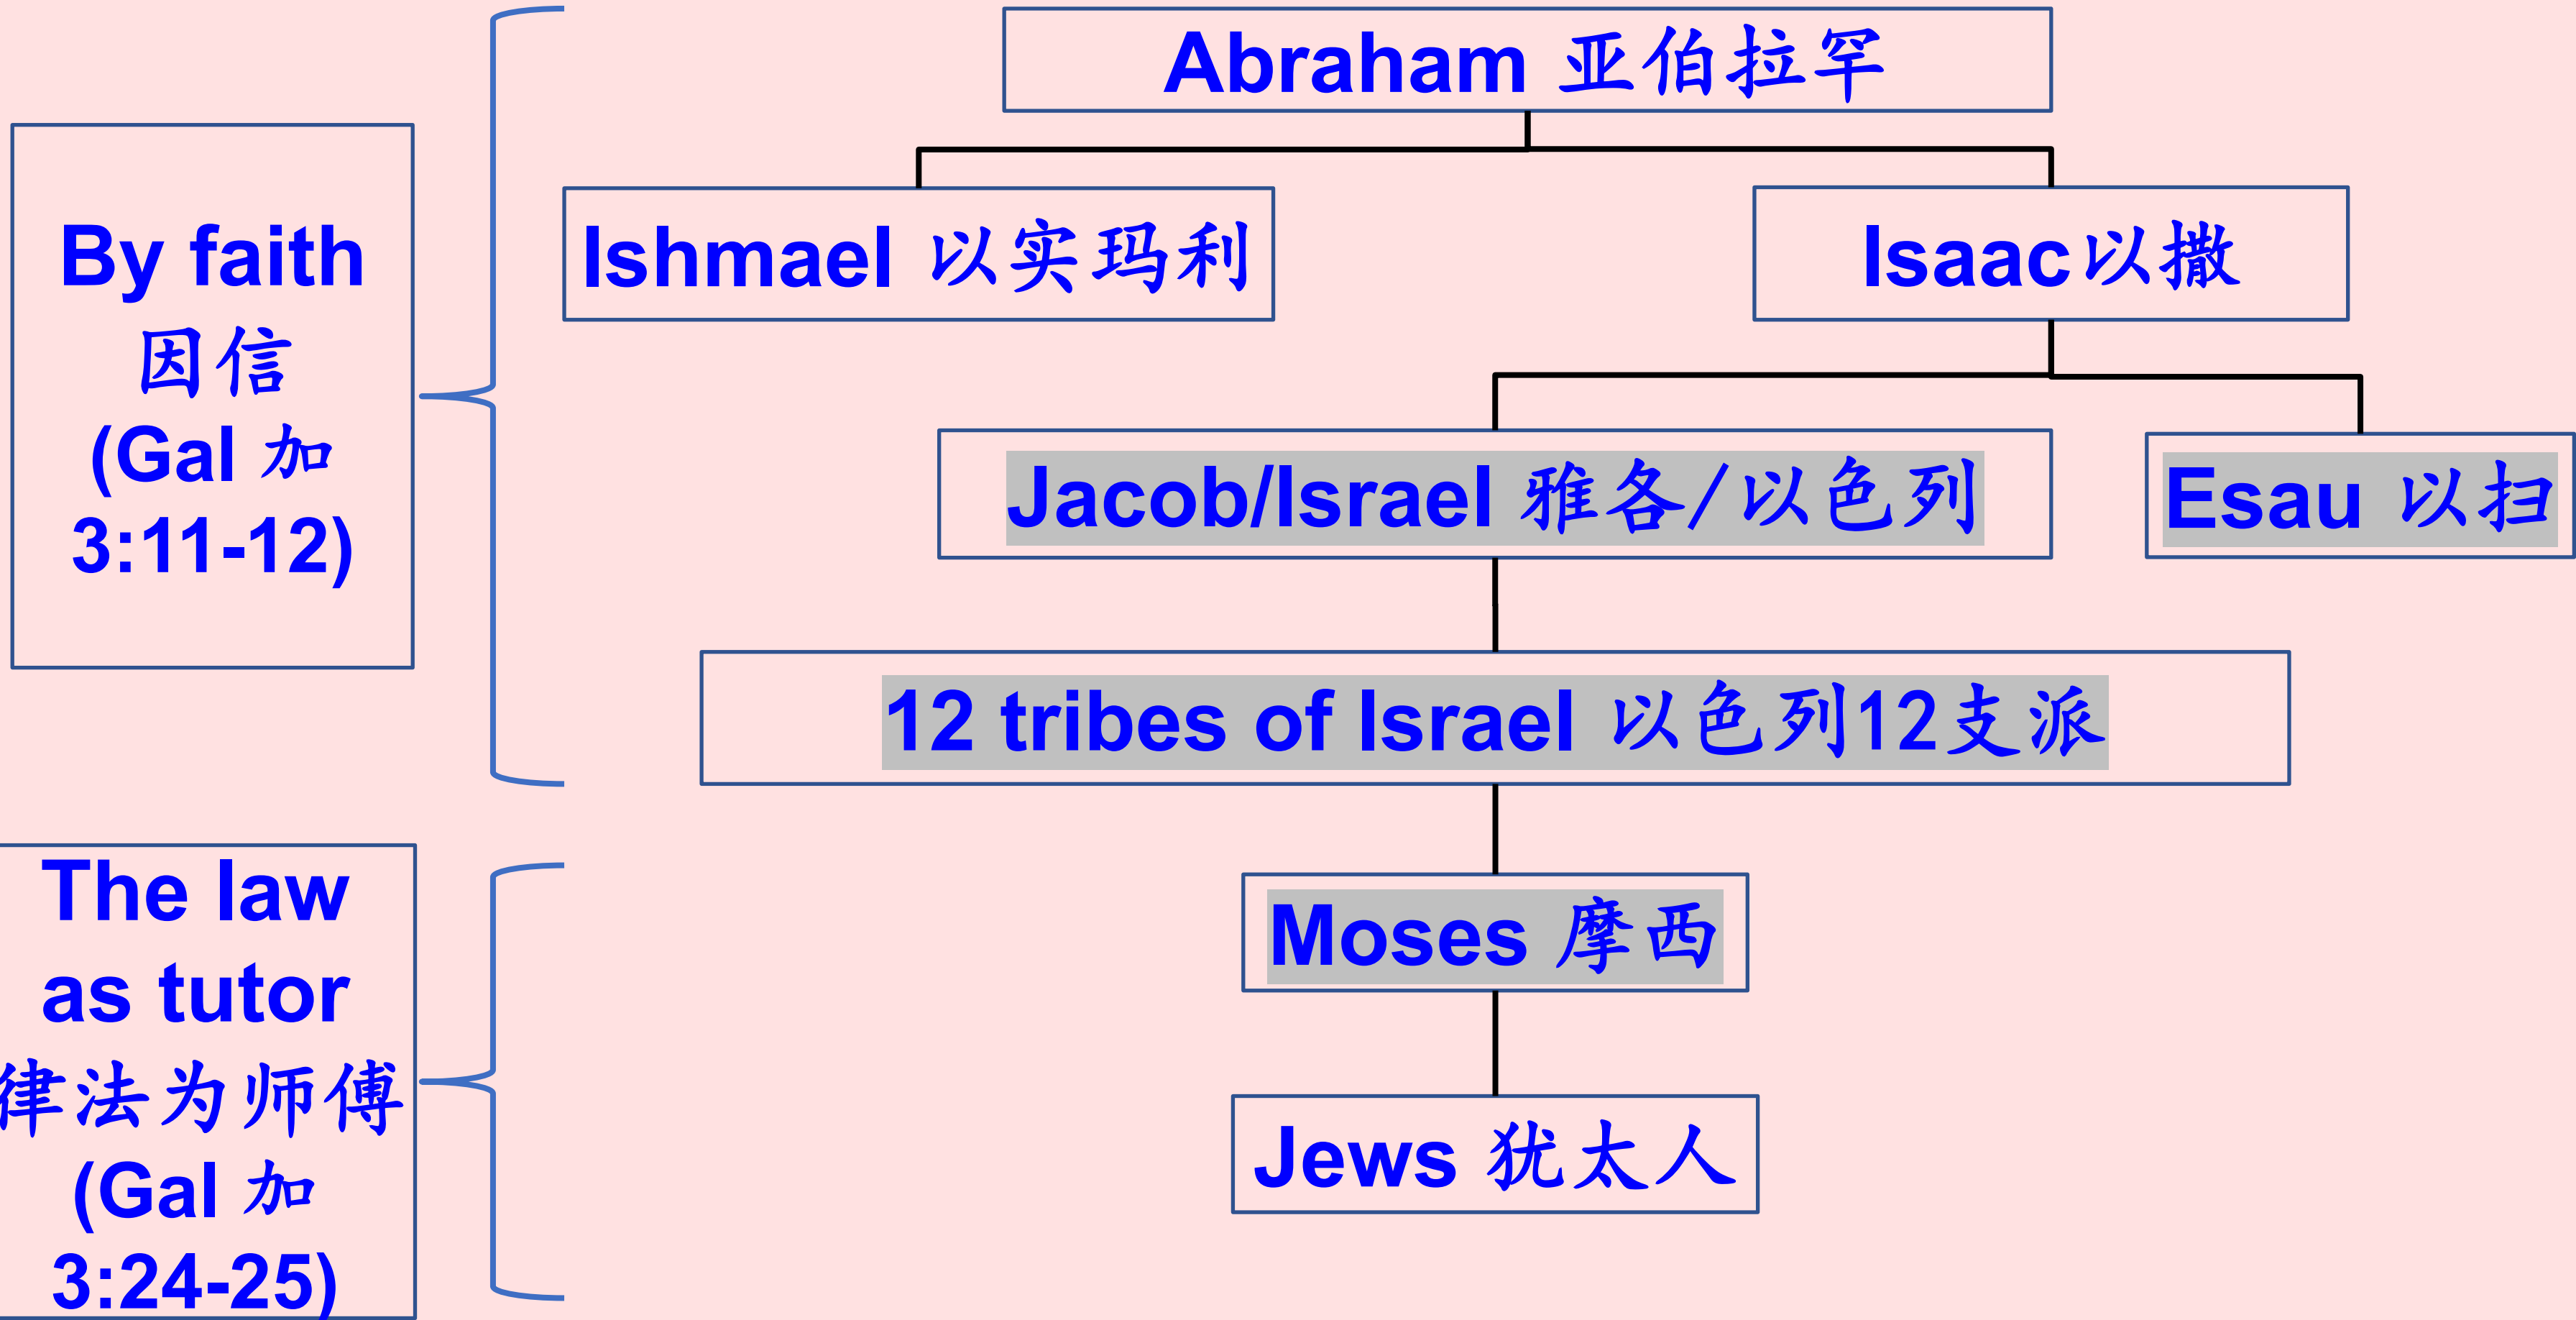 Abraham 亚伯拉罕
Ishmael 以实玛利
Isaac以撒
By faith
因信
(Gal 加
3:11-12)
Jacob/Israel 雅各/以色列
Esau 以扫
12 tribes of Israel 以色列12支派
The law
as tutor
律法为师傅
(Gal 加
3:24-25)
Moses 摩西
Jews 犹太人